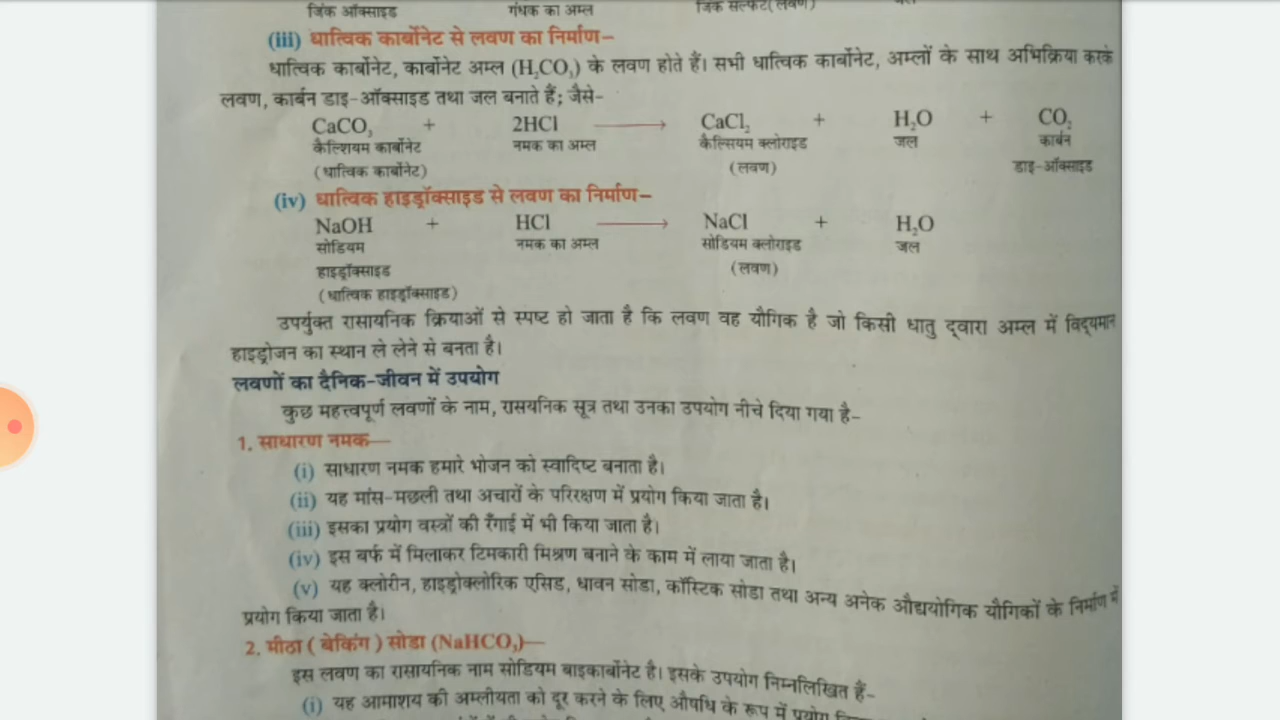 जिंक ऑक्साइड गंधक का अम्ल जिंक सल्फेट(लवण)
(iii) धात्विक कार्बोनेट से लवण का निर्माण–
धात्विक कार्बोनेट, कार्बोनेट अम्ल (H₂CO₃) के लवण होते हैं। सभी धात्विक कार्बोनेट, अम्लों के साथ अभिक्रिया करके
लवण, कार्बन डाइ-ऑक्साइड तथा जल बनाते हैं; जैसे–
CaCO₃ + 2HCl ⟶ CaCl₂ + H₂O + CO₂
कैल्शियम कार्बोनेट नमक का अम्ल कैल्सियम क्लोराइड जल कार्बन
(धात्विक कार्बोनेट) (लवण) डाइ-ऑक्साइड
(iv) धात्विक हाइड्रॉक्साइड से लवण का निर्माण–
NaOH + HCl ⟶ NaCl + H₂O
सोडियम नमक का अम्ल सोडियम क्लोराइड जल
हाइड्रॉक्साइड (लवण)
(धात्विक हाइड्रॉक्साइड)
उपर्युक्त रासायनिक क्रियाओं से स्पष्ट हो जाता है कि लवण वह यौगिक है जो किसी धातु द्वारा अम्ल में विद्यमान
हाइड्रोजन का स्थान ले लेने से बनता है।
लवणों का दैनिक-जीवन में उपयोग
कुछ महत्त्वपूर्ण लवणों के नाम, रासयनिक सूत्र तथा उनका उपयोग नीचे दिया गया है–
1. साधारण नमक—
(i) साधारण नमक हमारे भोजन को स्वादिष्ट बनाता है।
(ii) यह मांस-मछली तथा अचारों के परिरक्षण में प्रयोग किया जाता है।
(iii) इसका प्रयोग वस्त्रों की रँगाई में भी किया जाता है।
(iv) इस बर्फ में मिलाकर टिमकारी मिश्रण बनाने के काम में लाया जाता है।
(v) यह क्लोरीन, हाइड्रोक्लोरिक एसिड, धावन सोडा, कॉस्टिक सोडा तथा अन्य अनेक औद्ययोगिक यौगिकों के निर्माण में
प्रयोग किया जाता है।
2. मीठा ( बेकिंग ) सोडा (NaHCO₃)—
इस लवण का रासायनिक नाम सोडियम बाइकार्बोनेट है। इसके उपयोग निम्नलिखित हैं–
(i) यह आमाशय की अम्लीयता को दूर करने के लिए औषधि के रूप में प्रयोग